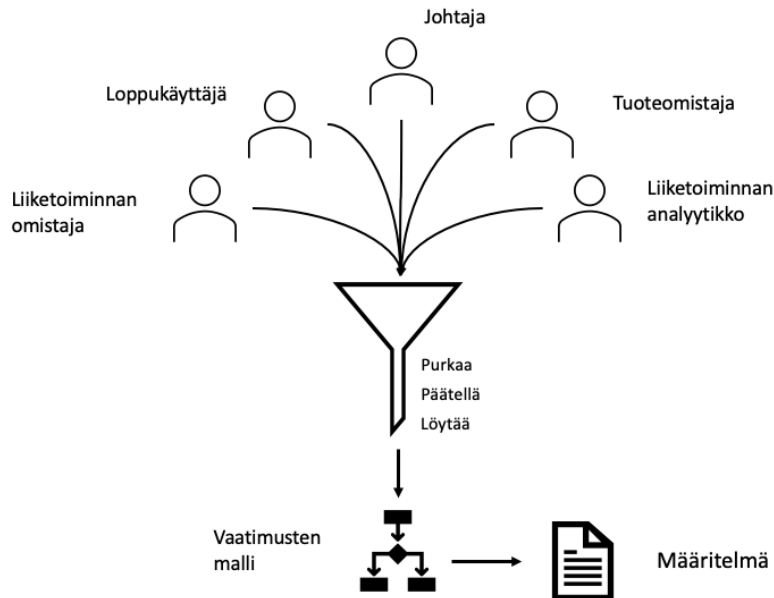 Johtaja
Loppukäyttäjä
Tuoteomistaja
Liiketoiminnan
omistaja
Liiketoiminnan
analyytikko
Purkaa
Päätellä
Löytää
Vaatimusten
malli
Määritelmä